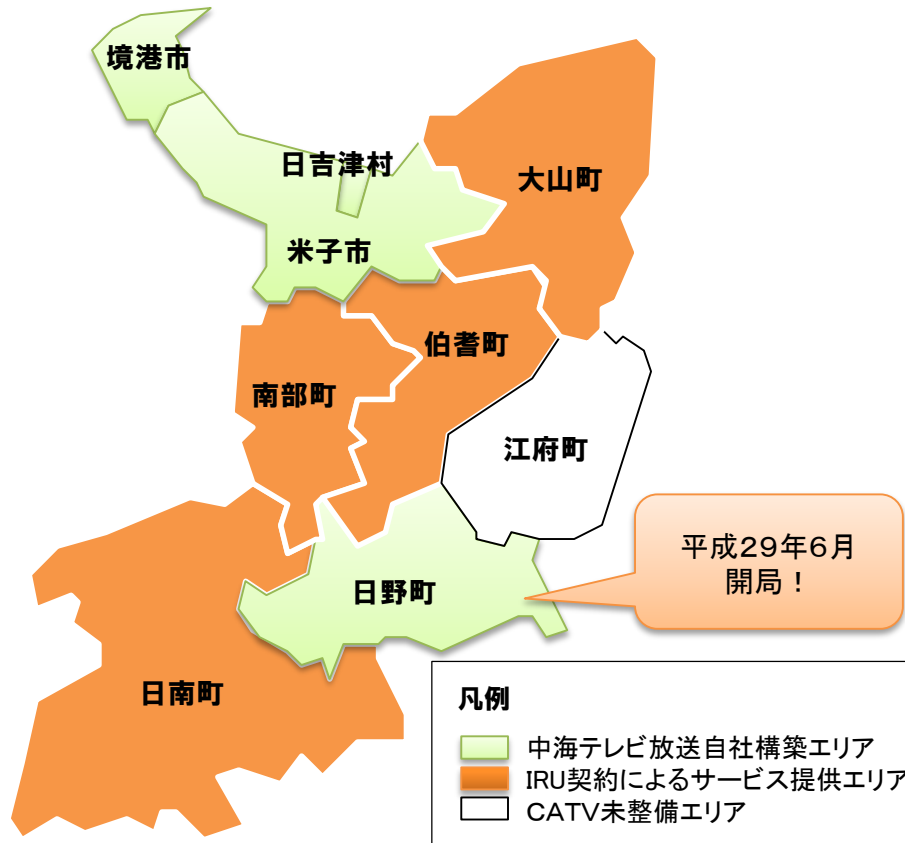 境港市
日吉津村
大山町
米子市
伯耆町
南部町
江府町
平成29年6月
開局！
日野町
日南町
凡例
中海テレビ放送自社構築エリア
IRU契約によるサービス提供エリア
CATV未整備エリア